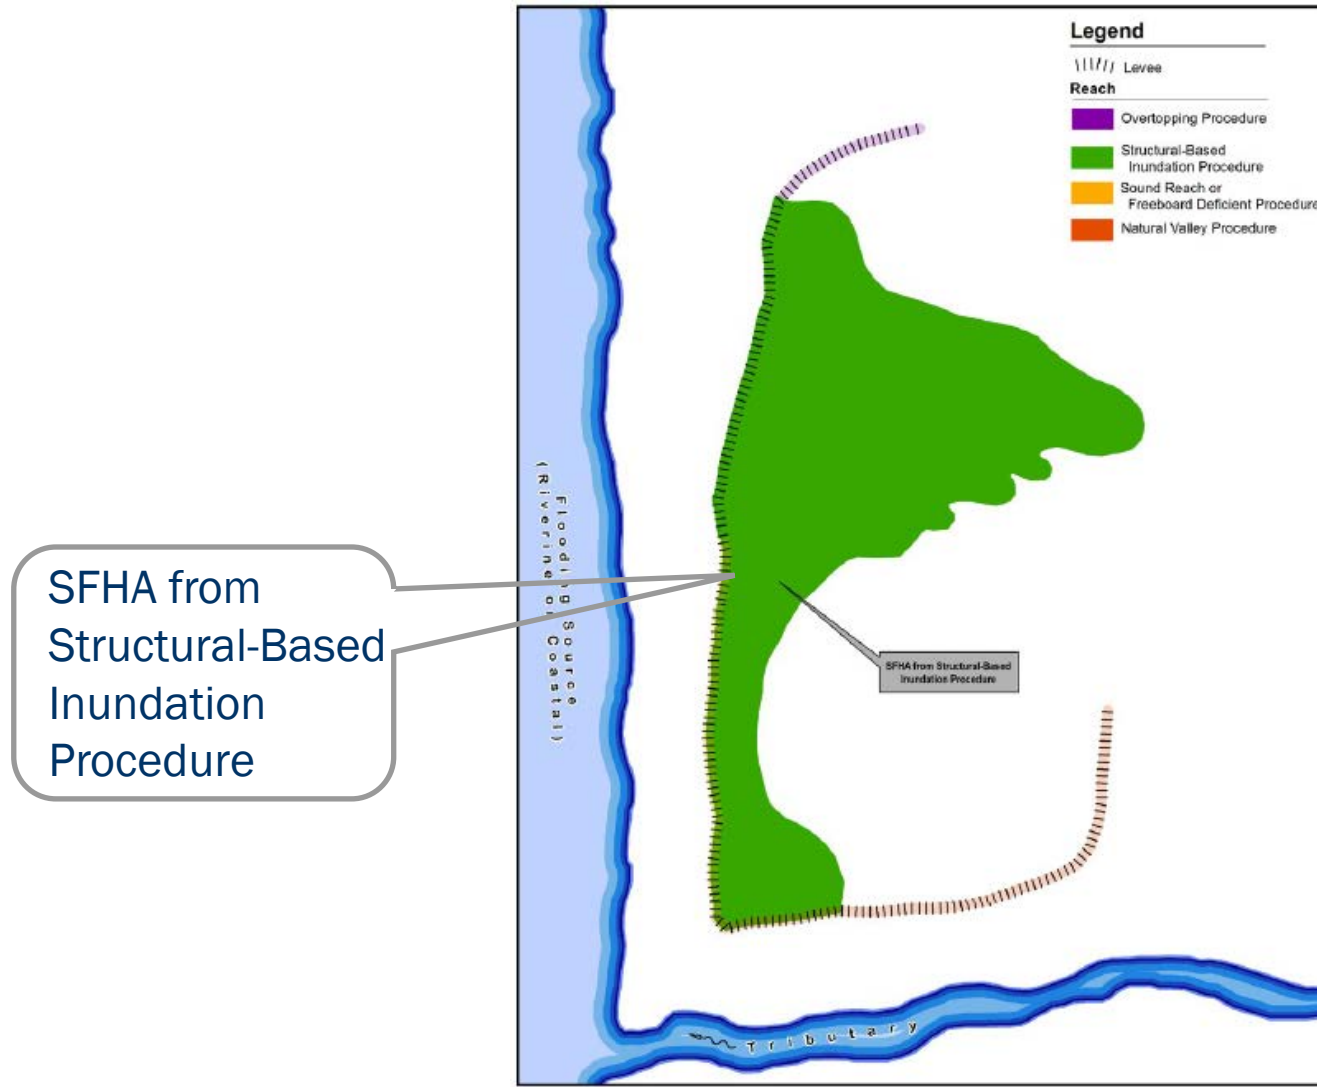 Legend
Levee
Reach
Overtopping Procedure
Structural-Based
Inundation Procedure
Sound Reach or
Freeboard Deficient Procedure
Natural Valley Procedure
Flooding Source
(Riverine or Coastal)
SFHA from
Structural-Based
Inundation
Procedure
SFHA from Structural-Based
Inundation Procedure
Tributary